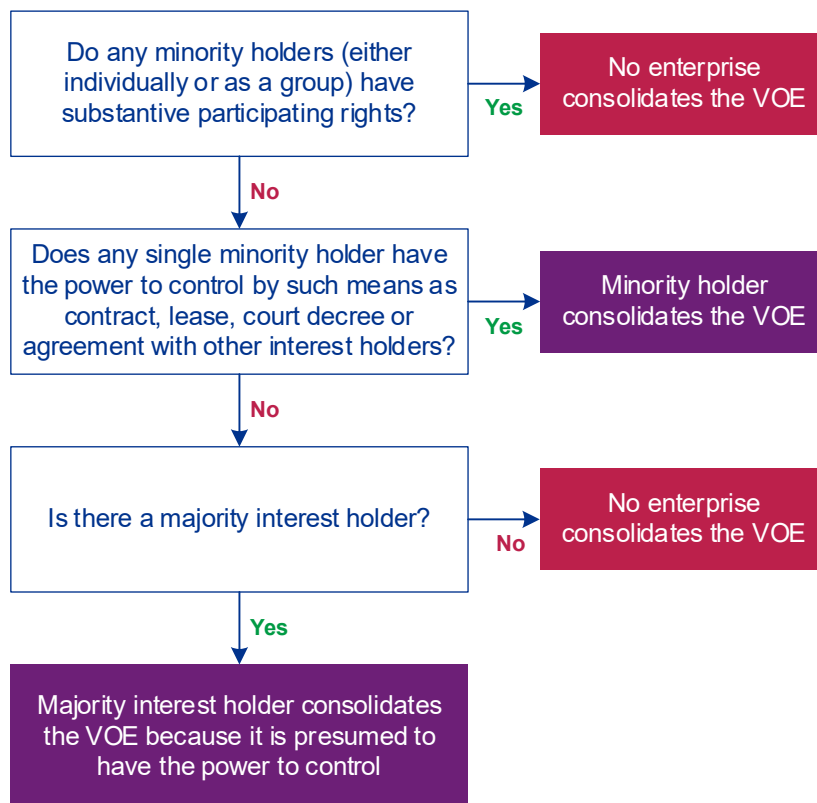 Do any minority holders (either
individually or as a group) have
substantive participating rights?
Yes
No enterprise
consolidates the VOE
No
Does any single minority holder have
the power to control by such means as
contract, lease, court decree or
agreement with other interest holders?
Yes
Minority holder
consolidates the VOE
No
Is there a majority interest holder?
No
No enterprise
consolidates the VOE
Yes
Majority interest holder consolidates
the VOE because it is presumed to
have the power to control